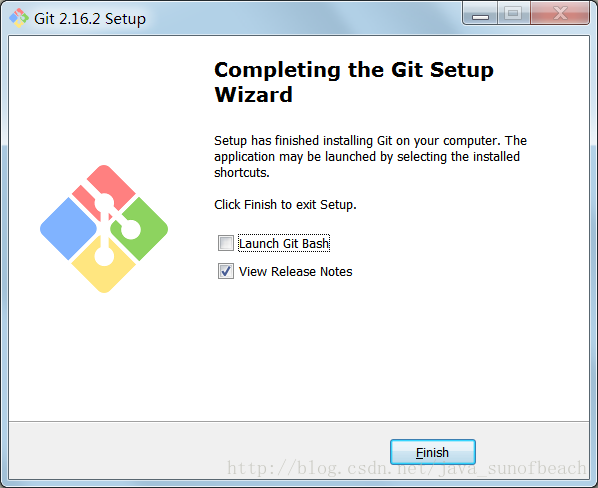 Git 2.16.2 Setup
Completing the Git Setup
Wizard
Setup has finished installing Git on your computer. The
application may be launched by selecting the installed
shortcuts.
Click Finish to exit Setup.
Launch Git Bash
View Release Notes
Finish
http://blog.csdn.net/java_sunofbeach